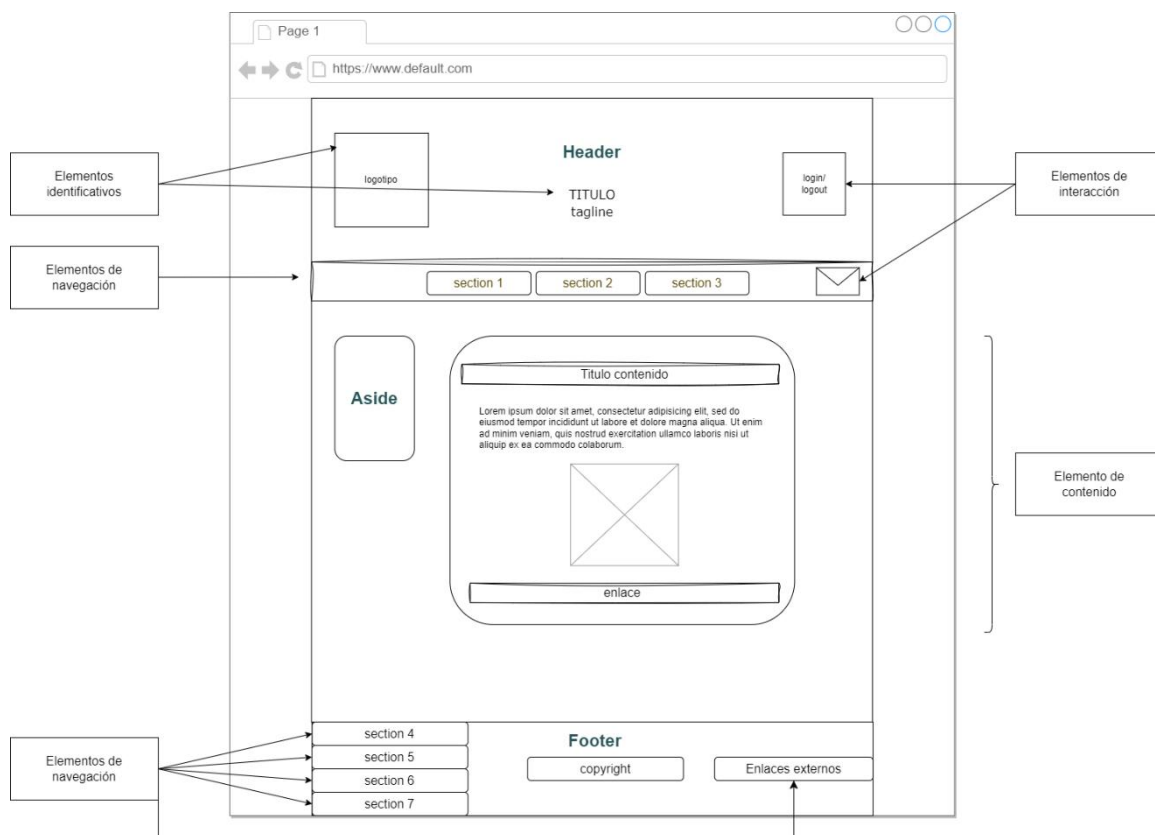 Page 1
https://www.default.com
Header
logotipo
TITULO
tagline
login/
logout
Elementos
identificativos
Elementos de
interacción
Elementos de
navegación
section 1
section 2
section 3
Aside
Titulo contenido
Lorem ipsum dolor sit amet, consectetur adipisicing elit, sed do
eiusmod tempor incididunt ut labore et dolore magna aliqua. Ut enim
ad minim veniam, quis nostrud exercitation ullamco laboris nisi ut
aliquip ex ea commodo colaborum.
enlace
Elemento de
contenido
Elementos de
navegación
section 4
section 5
section 6
section 7
Footer
copyright
Enlaces externos